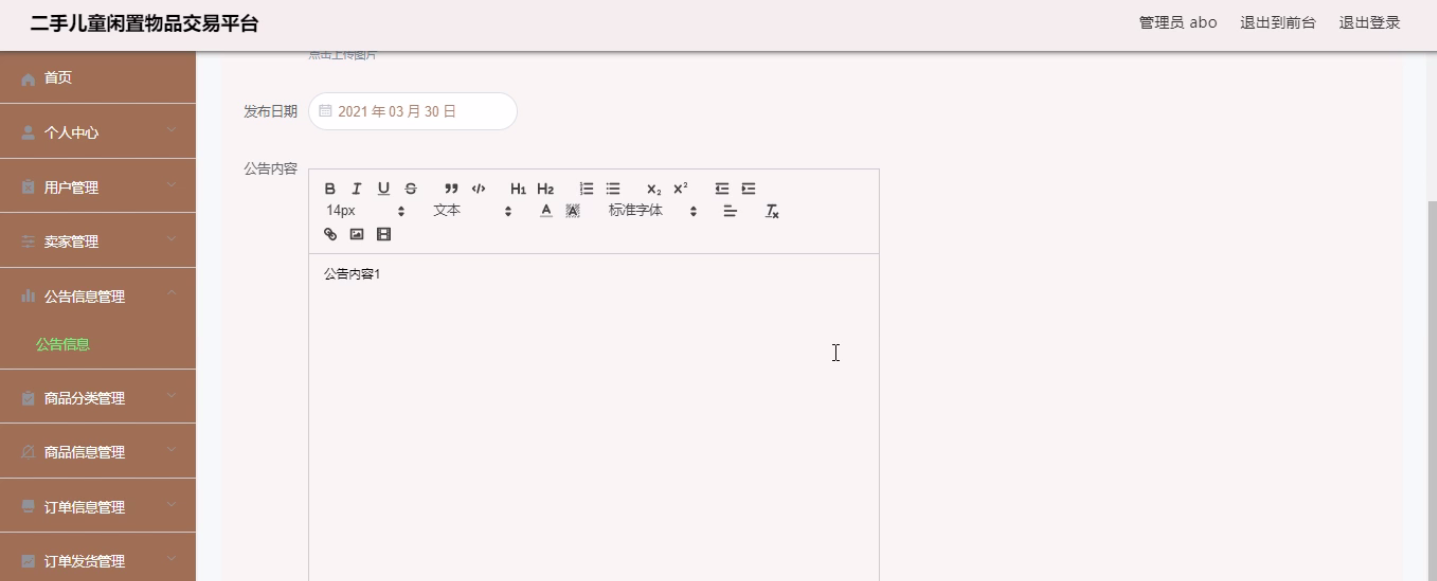 二手儿童闲置物品交易平台
管理员 abo 退出到前台 退出登录
首页
个人中心
用户管理
卖家管理
公告信息管理
公告信息
商品分类管理
商品信息管理
订单信息管理
订单发货管理
点击上传图片
发布日期 2021 年 03 月 30 日
公告内容
B I U S H1 H2 X2 X2
14px 文本 A A 标准字体 Tx
公告内容1